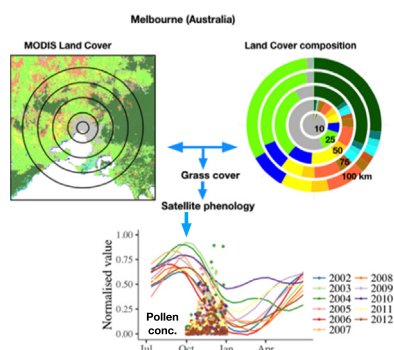 Melbourne (Australia)
MODIS Land Cover
Land Cover composition
10
25
50
75
100 km
Grass cover
Satellite phenology
Normalised value
1.00
0.75
0.50
0.25
0.00
Pollen
conc.
Jul
Oct
Jan
Apr
2002
2003
2004
2005
2006
2007
2008
2009
2010
2011
2012